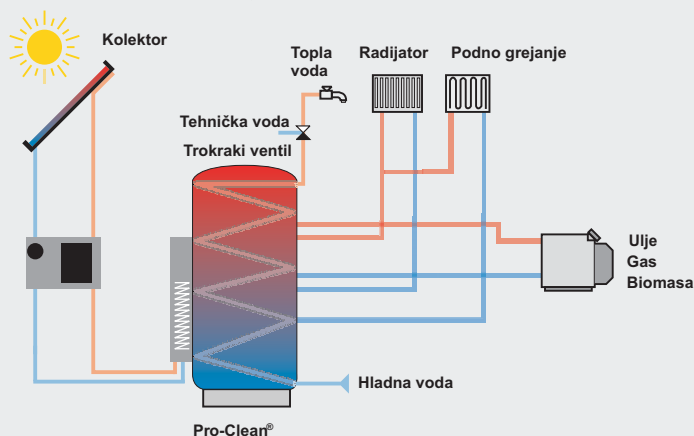 Kolektor
Topla
voda
Radijator
Podno grejanje
Tehnička voda
Trokraki ventil
Ulje
Gas
Biomasa
Hladna voda
Pro-Clean®